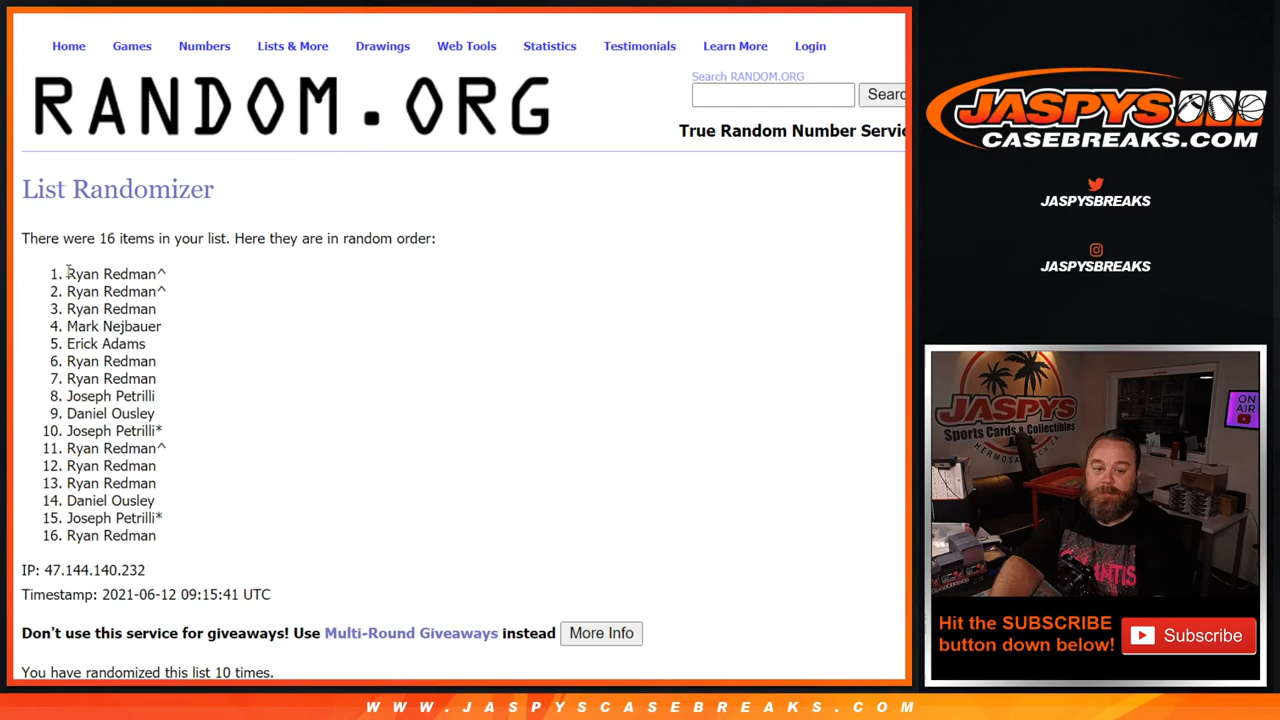 Home Games Numbers Lists & More Drawings Web Tools Statistics Testimonials Learn More Login
Search RANDOM.ORG
RANDOM.ORG
Searc
True Random Number Servic
List Randomizer
There were 16 items in your list. Here they are in random order:
1. Ryan Redman^
2. Ryan Redman^
3. Ryan Redman
4. Mark Nejbauer
5. Erick Adams
6. Ryan Redman
7. Ryan Redman
8. Joseph Petrilli
9. Daniel Ousley
10. Joseph Petrilli*
11. Ryan Redman^
12. Ryan Redman
13. Ryan Redman
14. Daniel Ousley
15. Joseph Petrilli*
16. Ryan Redman
IP: 47.144.140.232
Timestamp: 2021-06-12 09:15:41 UTC
Don't use this service for giveaways! Use Multi-Round Giveaways instead More Info
You have randomized this list 10 times.
JASPYS
CASEBREAKS.COM
JASPYSBREAKS
JASPYSBREAKS
JASPYS
Sports Cards & Collectibles
ON
AIR
Hit the SUBSCRIBE
button down below!
Subscribe
WWW.JASPYSCASEBREAKS.COM